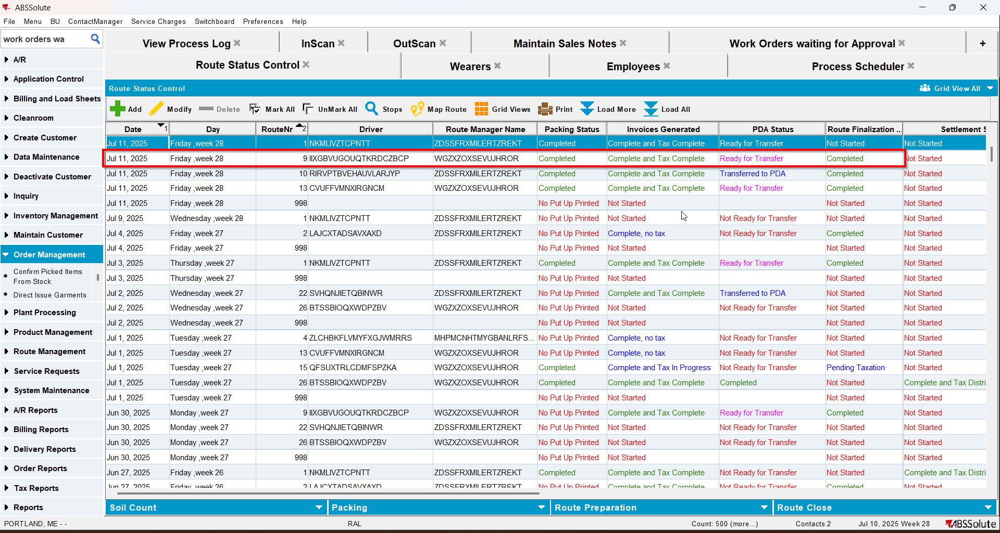 ABSSolute
File Menu BU ContactManager Service Charges Switchboard Preferences Help
work orders wa
View Process Log InScan OutScan Maintain Sales Notes Work Orders waiting for Approval +
Route Status Control Wearers Employees Process Scheduler
Route Status Control Grid View All
Add Modify Delete Mark All UnMark All Stops Map Route Grid Views Print Load More Load All
A/R
Application Control
Billing and Load Sheets
Cleanroom
Create Customer
Data Maintenance
Deactivate Customer
Inquiry
Inventory Management
Maintain Customer
Order Management
Confirm Picked Items
From Stock
Direct Issue Garments
Plant Processing
Product Management
Route Management
Service Requests
System Maintenance
A/R Reports
Billing Reports
Delivery Reports
Order Reports
Tax Reports
Reports
Date 1 Day RouteNr 2 Driver Route Manager Name Packing Status Invoices Generated PDA Status Route Finalization ... Settlement S
Jul 11, 2025 Friday ,week 28 1 NKMLIVZTCPNTT ZDSSFRXMILERTZREKT Completed Complete and Tax Complete Ready for Transfer Not Started Not Started
Jul 11, 2025 Friday ,week 28 9 IIXGBVUGOUQTKRDCZBCP WGZXZOXSEVUJHROR Completed Complete and Tax Complete Ready for Transfer Completed Not Started
Jul 11, 2025 Friday ,week 28 10 RIRVPTBVEHAUVLARJYP ZDSSFRXMILERTZREKT Completed Complete and Tax Complete Transferred to PDA Completed Not Started
Jul 11, 2025 Friday ,week 28 13 CVUFFVMNXIRGNCM WGZXZOXSEVUJHROR Completed Complete and Tax Complete Ready for Transfer Completed Not Started
Jul 11, 2025 Friday ,week 28 998 No Put Up Printed Not Started Not Started Not Started
Jul 9, 2025 Wednesday ,week 28 1 NKMLIVZTCPNTT ZDSSFRXMILERTZREKT No Put Up Printed Not Started Not Ready for Transfer Not Started Not Started
Jul 4, 2025 Friday ,week 27 2 LAJCXTADSAVXAXD ZDSSFRXMILERTZREKT No Put Up Printed Complete, no tax Not Ready for Transfer Completed Not Started
Jul 4, 2025 Friday ,week 27 998 No Put Up Printed Not Started Not Started Not Started
Jul 3, 2025 Thursday ,week 27 1 NKMLIVZTCPNTT ZDSSFRXMILERTZREKT Completed Complete and Tax Complete Ready for Transfer Completed Not Started
Jul 3, 2025 Thursday ,week 27 998 No Put Up Printed Not Started Not Started Not Started
Jul 2, 2025 Wednesday ,week 27 22 SVHQNJIETQBINWR ZDSSFRXMILERTZREKT No Put Up Printed Complete and Tax Complete Transferred to PDA Not Started Not Started
Jul 2, 2025 Wednesday ,week 27 26 BTSSBIOQXWDPZBV WGZXZOXSEVUJHROR No Put Up Printed Not Started Not Ready for Transfer Not Started Not Started
Jul 2, 2025 Wednesday ,week 27 998 No Put Up Printed Not Started Not Started Not Started
Jul 1, 2025 Tuesday ,week 27 4 ZLCHBKFLVMYFXGJWMRRS MHPMCNHTMYGBANLRFS... No Put Up Printed Complete, no tax Not Ready for Transfer Not Started Not Started
Jul 1, 2025 Tuesday ,week 27 13 CVUFFVMNXIRGNCM WGZXZOXSEVUJHROR No Put Up Printed Complete, no tax Not Ready for Transfer Not Started Not Started
Jul 1, 2025 Tuesday ,week 27 15 QFSUXTRLCDMFSPZKA WGZXZOXSEVUJHROR Completed Complete and Tax In Progress Not Ready for Transfer Pending Taxation Not Started
Jul 1, 2025 Tuesday ,week 27 26 BTSSBIOQXWDPZBV WGZXZOXSEVUJHROR Completed Complete and Tax Complete Completed Not Started Complete and Tax Distri
Jul 1, 2025 Tuesday ,week 27 998 No Put Up Printed Not Started Not Started Not Started
Jun 30, 2025 Monday ,week 27 9 IIXGBVUGOUQTKRDCZBCP WGZXZOXSEVUJHROR No Put Up Printed Complete and Tax Complete Ready for Transfer Completed Not Started
Jun 30, 2025 Monday ,week 27 22 SVHQNJIETQBINWR ZDSSFRXMILERTZREKT No Put Up Printed Not Started Not Ready for Transfer Not Started Not Started
Jun 30, 2025 Monday ,week 27 26 BTSSBIOQXWDPZBV WGZXZOXSEVUJHROR No Put Up Printed Not Started Not Ready for Transfer Not Started Not Started
Jun 30, 2025 Monday ,week 27 998 No Put Up Printed Not Started Not Started Not Started
Jun 27, 2025 Friday ,week 26 1 NKMLIVZTCPNTT ZDSSFRXMILERTZREKT Completed Complete and Tax Complete Not Ready for Transfer Not Started Complete and Tax Distri
Jun 27, 2025 Friday ,week 26 2 LAJCXTADSAVXAXD ZDSSFRXMILERTZREKT No Put Up Printed Complete and Tax Complete Not Ready for Transfer Completed Not Started
Soil Count Packing Route Preparation Route Close
PORTLAND, ME - - RAL Count: 500 (more...) Contacts 2 Jul 10, 2025 Week 28 ABSSolute